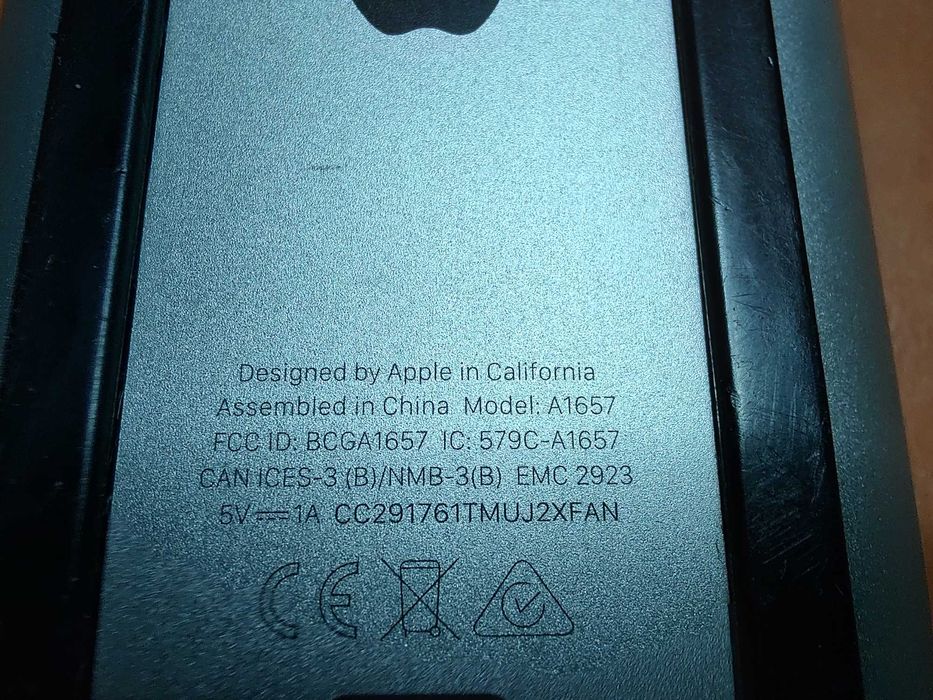 Designed by Apple in California
Assembled in China Model: A1657
FCC ID: BCGA1657 IC: 579C-A1657
CAN ICES-3 (B)/NMB-3(B) EMC 2923
5V⎓1A CC291761TMUJ2XFAN
CE